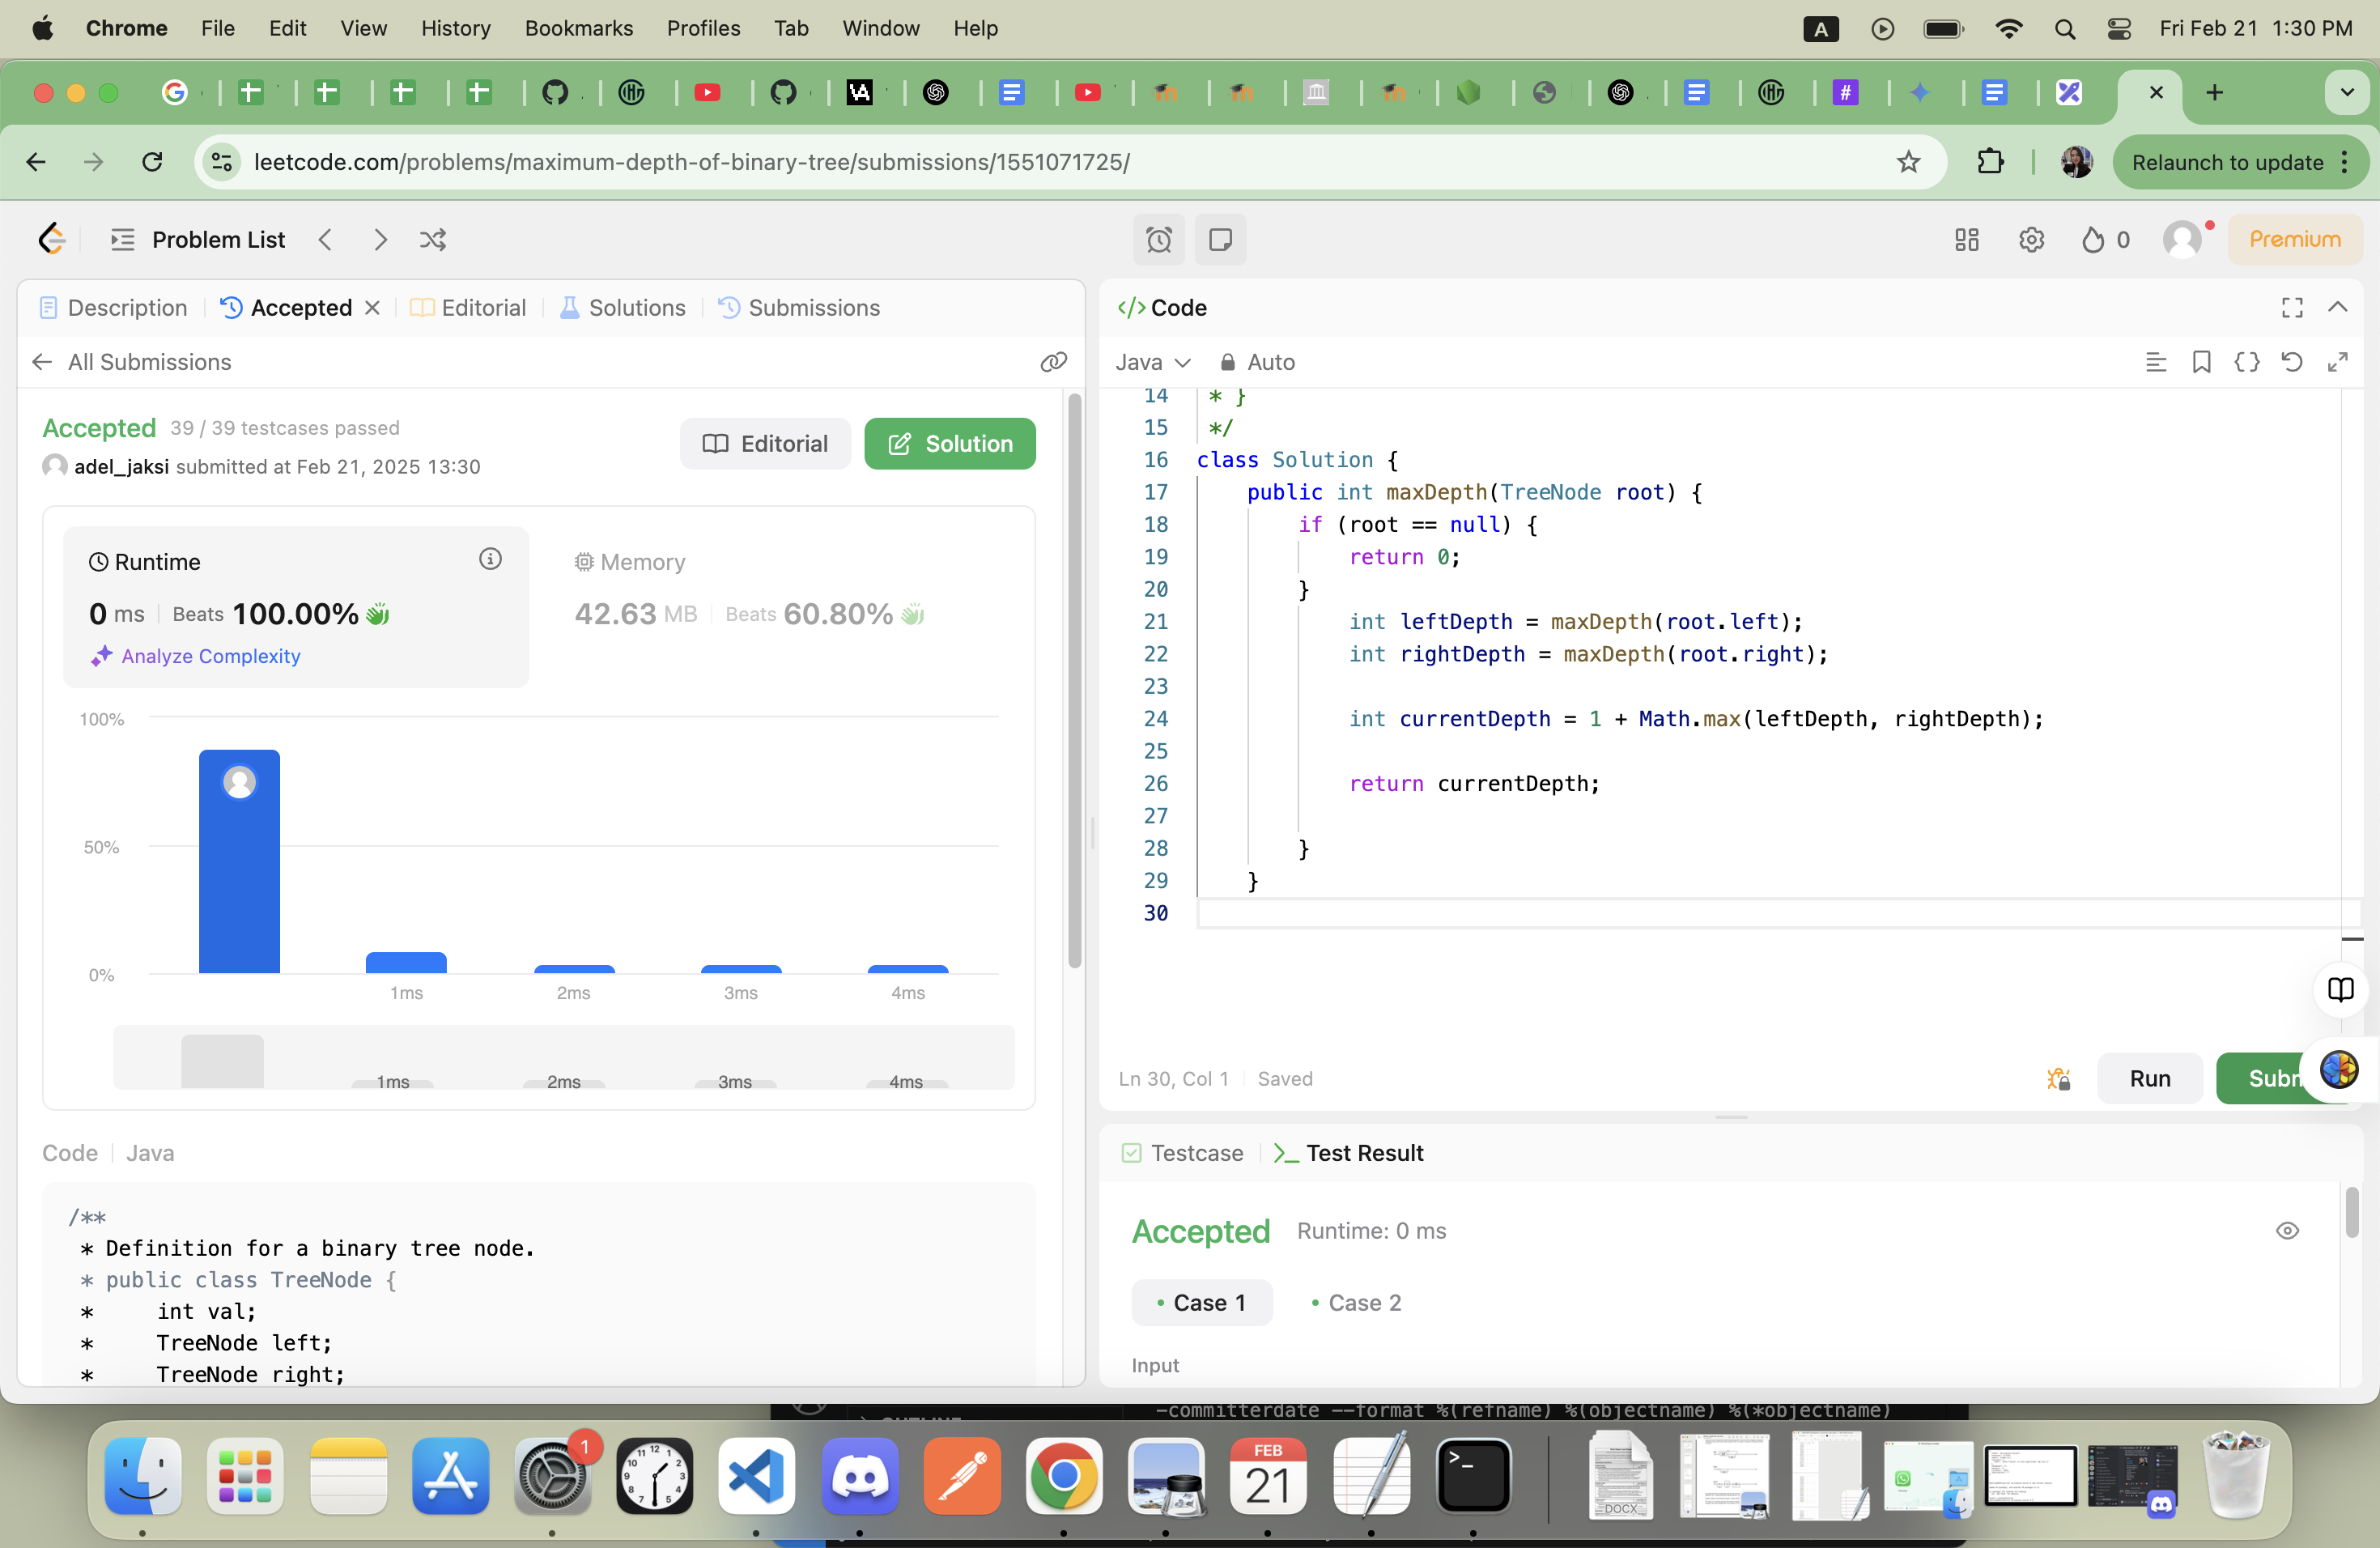 Chrome File Edit View History Bookmarks Profiles Tab Window Help A Fri Feb 21 1:30 PM
leetcode.com/problems/maximum-depth-of-binary-tree/submissions/1551071725/ Relaunch to update
Problem List 0 Premium
Description Accepted Editorial Solutions Submissions
All Submissions
Accepted 39 / 39 testcases passed
Editorial Solution
adel_jaksi submitted at Feb 21, 2025 13:30
Runtime Memory
0 ms Beats 100.00% 42.63 MB Beats 60.80%
Analyze Complexity
100%
50%
0%
1ms 2ms 3ms 4ms
1ms 2ms 3ms 4ms
Code Java
/**
* Definition for a binary tree node.
* public class TreeNode {
* int val;
* TreeNode left;
* TreeNode right;
</> Code
Java Auto
14 * }
15 */
16 class Solution {
17 public int maxDepth(TreeNode root) {
18 if (root == null) {
19 return 0;
20 }
21 int leftDepth = maxDepth(root.left);
22 int rightDepth = maxDepth(root.right);
23
24 int currentDepth = 1 + Math.max(leftDepth, rightDepth);
25
26 return currentDepth;
27
28 }
29 }
30
Ln 30, Col 1 Saved Run Subm
Testcase >_ Test Result
Accepted Runtime: 0 ms
Case 1 Case 2
Input
-committerdate --format %(refname) %(objectname) %(*objectname)
1
FEB
21
DOCX